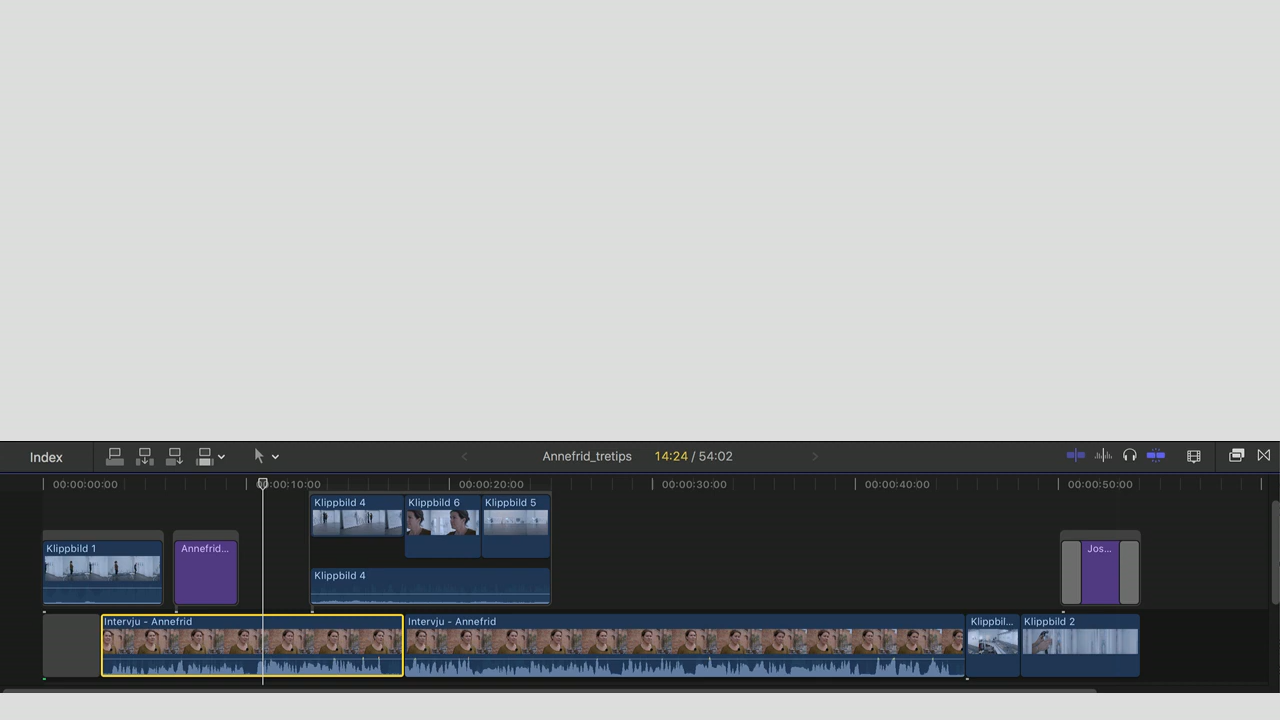 Index
Annefrid_tretips
14:24 / 54:02
00:00:00:00
00:00:10:00
00:00:20:00
00:00:30:00
00:00:40:00
00:00:50:00
Klippbild 4
Klippbild 6
Klippbild 5
Klippbild 1
Annefrid...
Jos...
Klippbild 4
Intervju - Annefrid
Intervju - Annefrid
Klippbil...
Klippbild 2